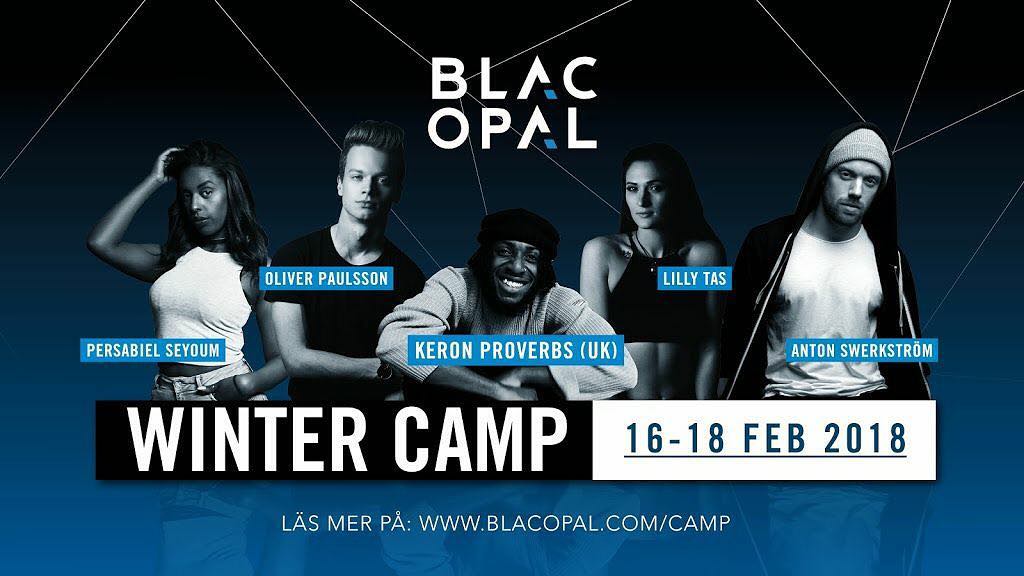 BLAC
OPAL
OLIVER PAULSSON
LILLY TAS
PERSABIEL SEYOUM
KERON PROVERBS (UK)
ANTON SWERKSTRÖM
WINTER CAMP
16-18 FEB 2018
LÄS MER PÅ: WWW.BLACOPAL.COM/CAMP